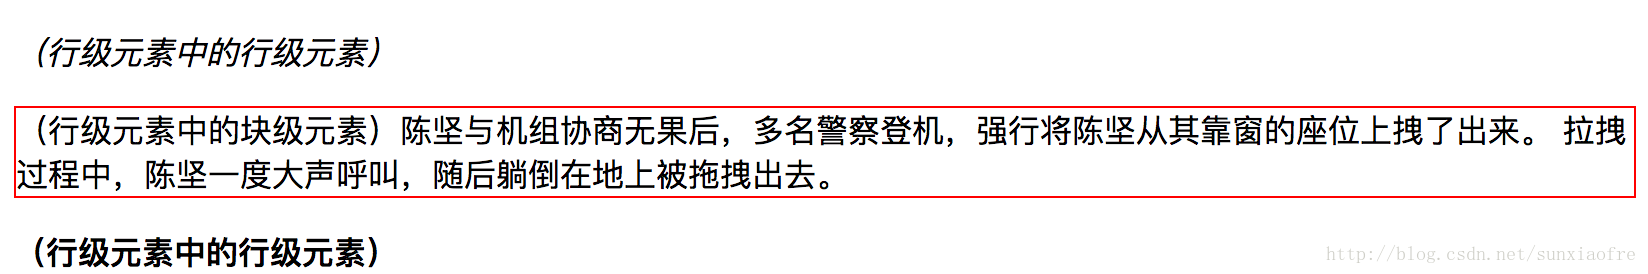 （行级元素中的行级元素）
（行级元素中的块级元素）陈坚与机组协商无果后，多名警察登机，强行将陈坚从其靠窗的座位上拽了出来。 拉拽
过程中，陈坚一度大声呼叫，随后躺倒在地上被拖拽出去。
（行级元素中的行级元素）
http://blog.csdn.net/sunxiaofre